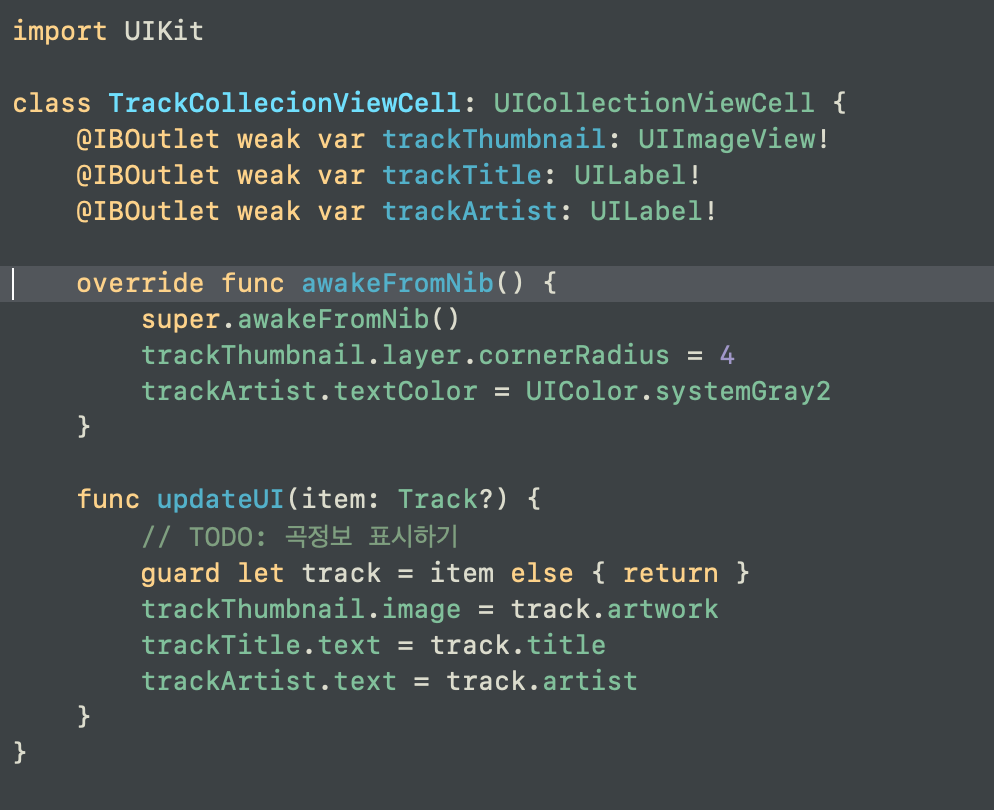 import UIKit
class TrackCollecionViewCell: UICollectionViewCell {
@IBOutlet weak var trackThumbnail: UIImageView!
@IBOutlet weak var trackTitle: UILabel!
@IBOutlet weak var trackArtist: UILabel!
override func awakeFromNib() {
super.awakeFromNib()
trackThumbnail.layer.cornerRadius = 4
trackArtist.textColor = UIColor.systemGray2
}
func updateUI(item: Track?) {
// TODO: 곡정보 표시하기
guard let track = item else { return }
trackThumbnail.image = track.artwork
trackTitle.text = track.title
trackArtist.text = track.artist
}
}